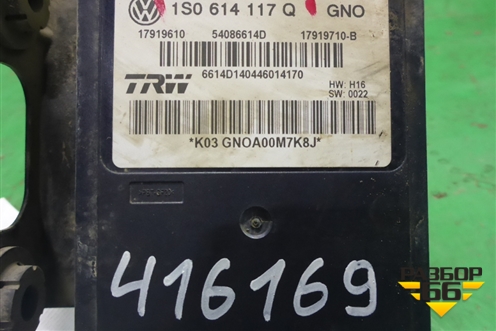 1S0 614 117 Q GNO
17919610 54086614D 17919710-B
TRW
6614D140446014170
HW: H16
SW: 0022
*K03 GNOA00M7K8J*
416169
РАЗБОР
66